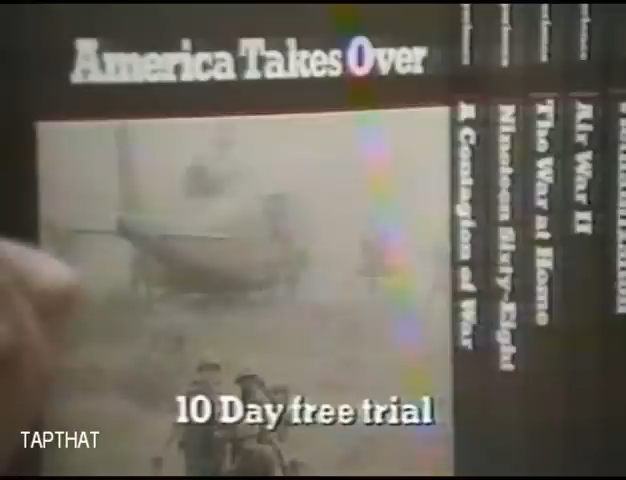 America Takes Over
A Contagion of War
Nineteen Sixty-Eight
The War at Home
Air War II
10 Day free trial
TAPTHAT